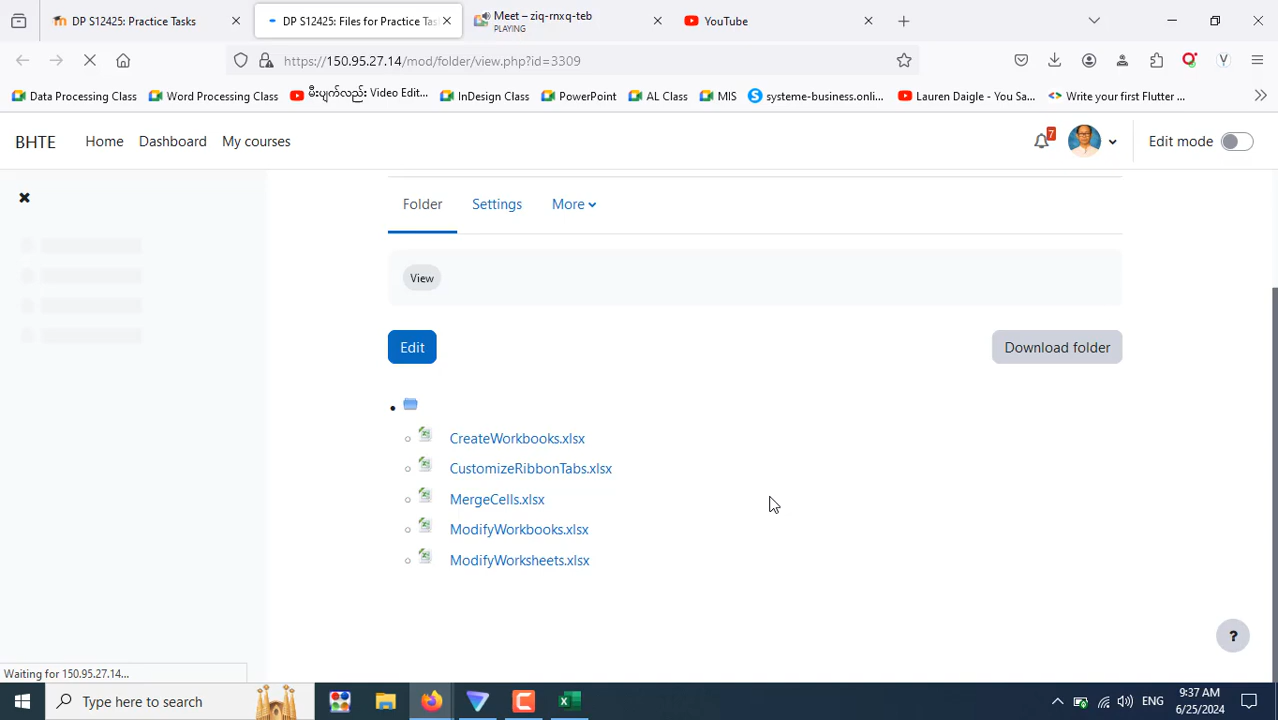 DP S12425: Practice Tasks
DP S12425: Files for Practice Tas
Meet – ziq-rnxq-teb
PLAYING
YouTube
https://150.95.27.14/mod/folder/view.php?id=3309
Data Processing Class
Word Processing Class
မီးပျက်လည်း Video Edit...
InDesign Class
PowerPoint
AL Class
MIS
systeme-business.onli...
Lauren Daigle - You Sa...
Write your first Flutter ...
BHTE
Home
Dashboard
My courses
7
Edit mode
Folder
Settings
More
View
Edit
Download folder
CreateWorkbooks.xlsx
CustomizeRibbonTabs.xlsx
MergeCells.xlsx
ModifyWorkbooks.xlsx
ModifyWorksheets.xlsx
?
Waiting for 150.95.27.14...
Type here to search
ENG
9:37 AM
6/25/2024